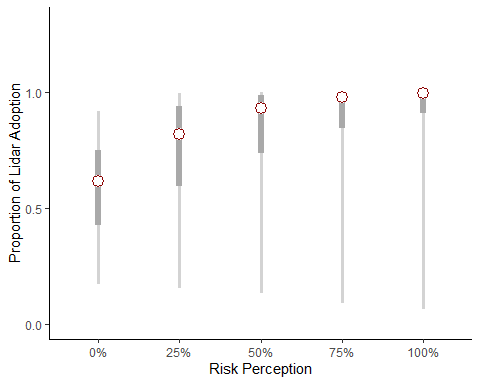 Proportion of Lidar Adoption
1.0
0.5
0.0
0% 25% 50% 75% 100%
Risk Perception